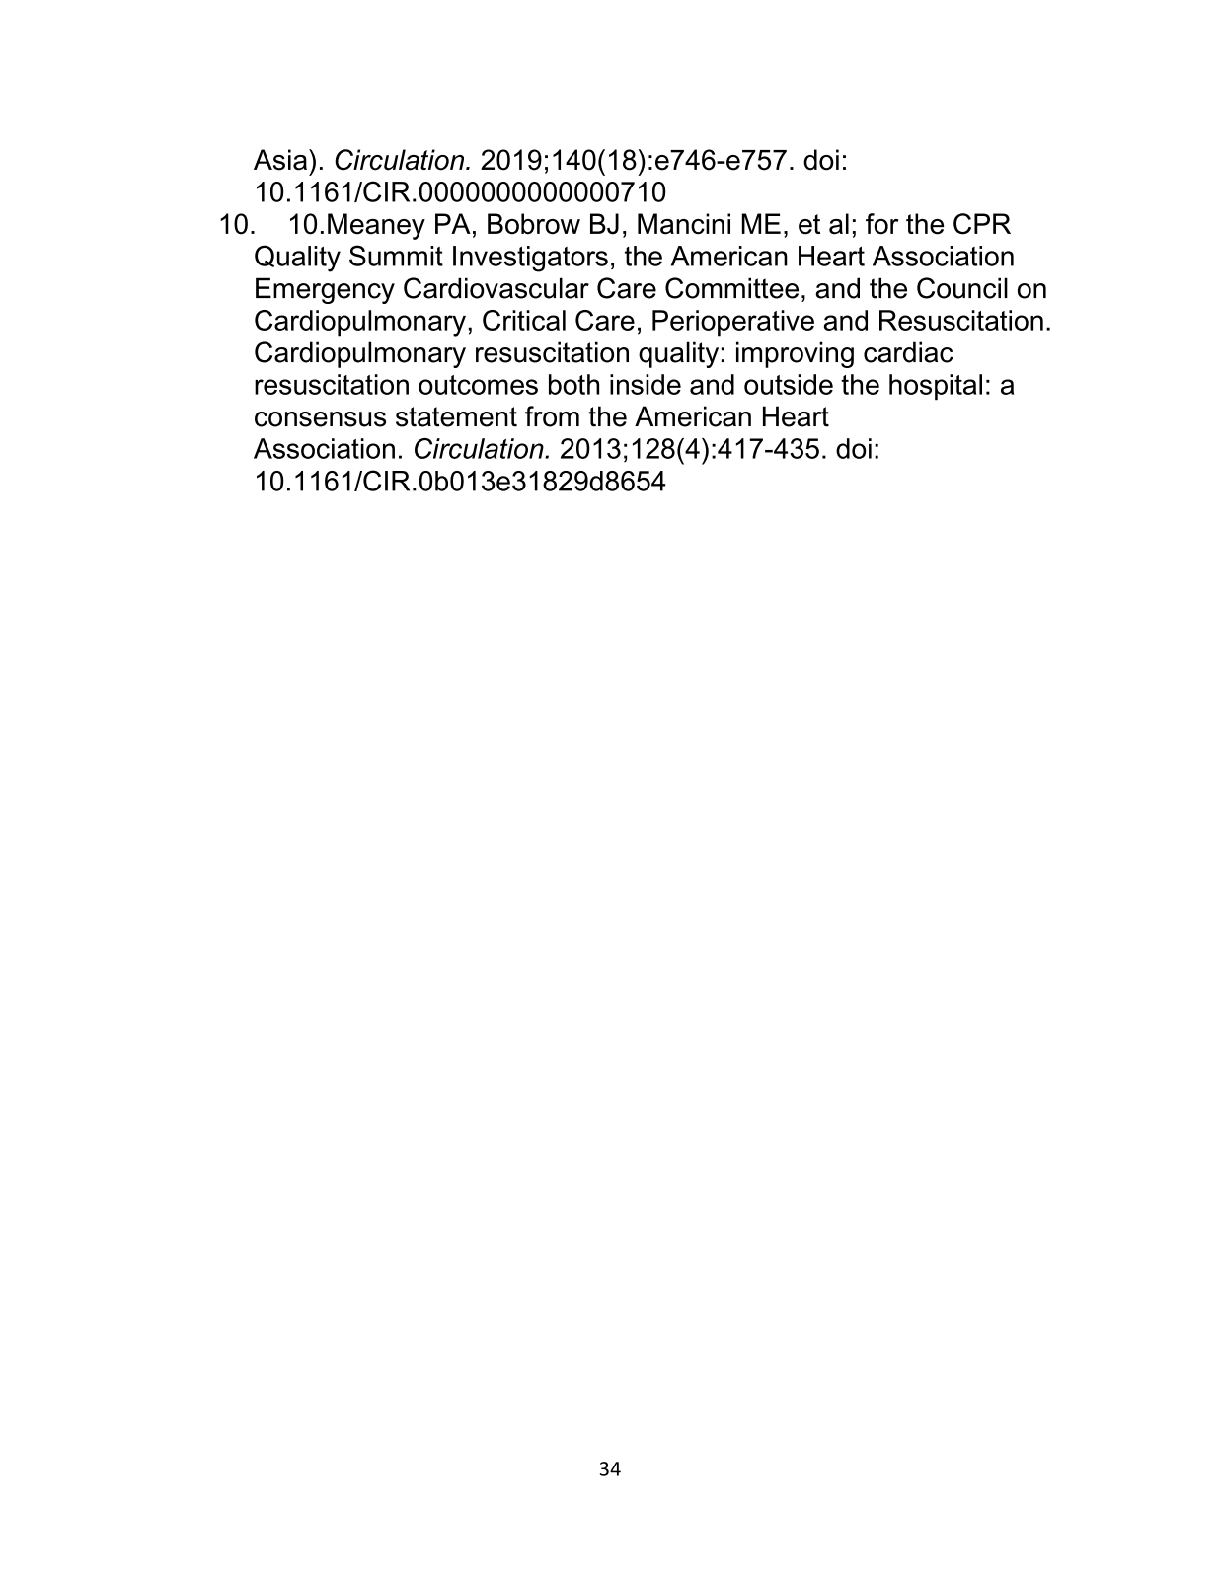 Asia). Circulation. 2019;140(18):e746-e757. doi:
10.1161/CIR.0000000000000710
10. 10.Meaney PA, Bobrow BJ, Mancini ME, et al; for the CPR
Quality Summit Investigators, the American Heart Association
Emergency Cardiovascular Care Committee, and the Council on
Cardiopulmonary, Critical Care, Perioperative and Resuscitation.
Cardiopulmonary resuscitation quality: improving cardiac
resuscitation outcomes both inside and outside the hospital: a
consensus statement from the American Heart
Association. Circulation. 2013;128(4):417-435. doi:
10.1161/CIR.0b013e31829d8654
34